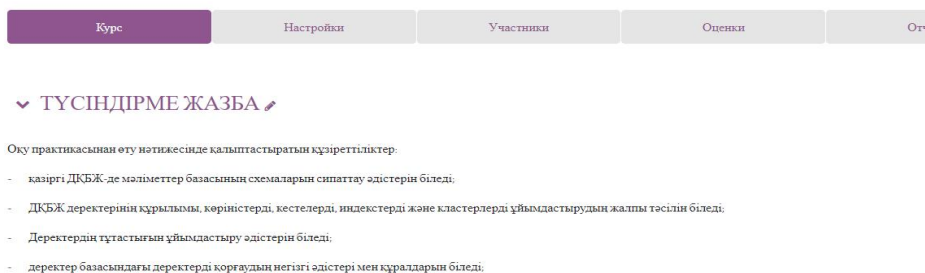 Курс Настройки Участники Оценки
ТҮСІНДІРМЕ ЖАЗБА
Оқу практикасынан өту нәтижесінде қалыптастыратын құзіреттіліктер:
- қазіргі ДҚБЖ-де мәліметтер базасының схемаларын сипаттау әдістерін біледі;
- ДҚБЖ деректерінің құрылымы, көріністерді, кестелерді, индекстерді және кластерлерді ұйымдастырудың жалпы тәсілін біледі;
- Деректердің тұтастығын ұйымдастыру әдістерін біледі;
- деректер базасындағы деректерді қорғаудың негізгі әдістері мен құралдарын біледі;